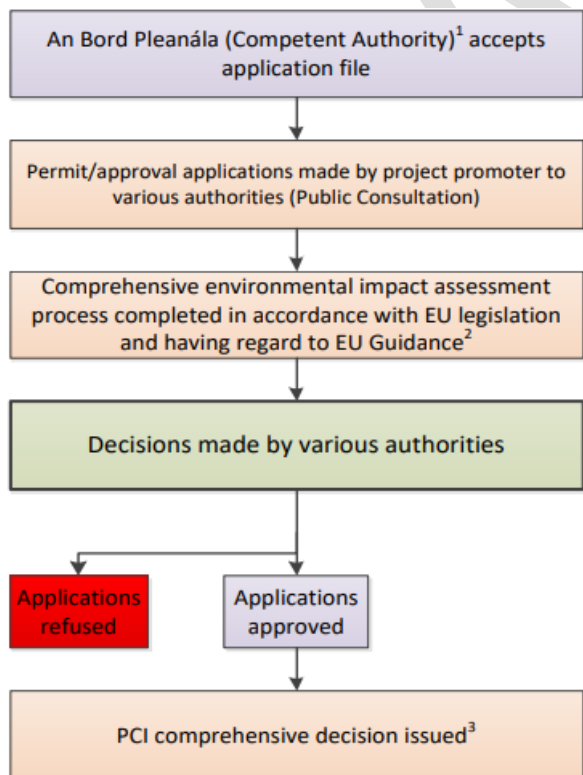 An Bord Pleanála (Competent Authority)¹ accepts
application file
Permit/approval applications made by project promoter to
various authorities (Public Consultation)
Comprehensive environmental impact assessment
process completed in accordance with EU legislation
and having regard to EU Guidance²
Decisions made by various authorities
Applications
refused
Applications
approved
PCI comprehensive decision issued³